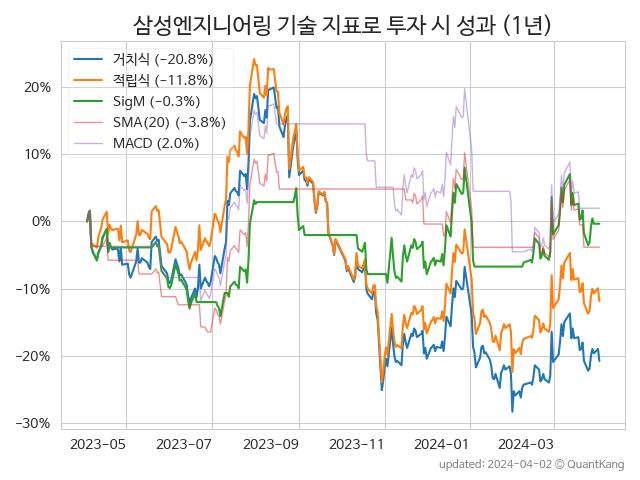 삼성엔지니어링 기술 지표로 투자 시 성과 (1년)
거치식 (−20.8%)
적립식 (−11.8%)
SigM (−0.3%)
SMA(20) (−3.8%)
MACD (2.0%)
20%
10%
0%
−10%
−20%
−30%
2023-05 2023-07 2023-09 2023-11 2024-01 2024-03
updated: 2024-04-02 © QuantKang